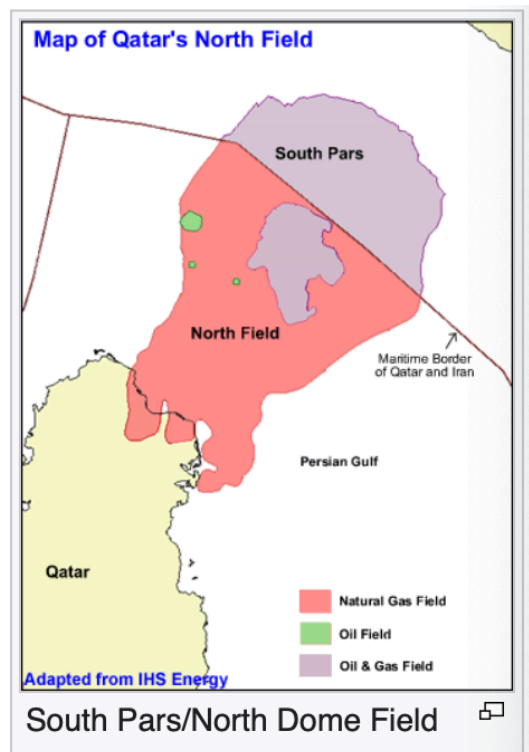 Map of Qatar's North Field
South Pars
North Field
Maritime Border
of Qatar and Iran
Persian Gulf
Qatar
Natural Gas Field
Oil Field
Oil & Gas Field
Adapted from IHS Energy
South Pars/North Dome Field